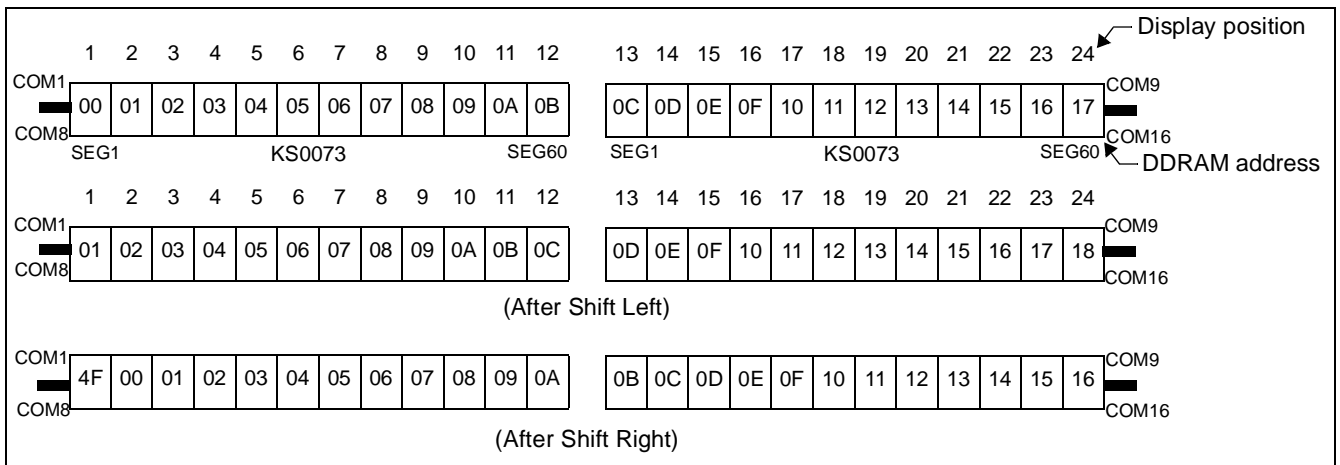 Display position
1 2 3 4 5 6 7 8 9 10 11 12 13 14 15 16 17 18 19 20 21 22 23 24
COM1 COM9
00 01 02 03 04 05 06 07 08 09 0A 0B 0C 0D 0E 0F 10 11 12 13 14 15 16 17
COM8 COM16
SEG1 KS0073 SEG60 SEG1 KS0073 SEG60
DDRAM address
1 2 3 4 5 6 7 8 9 10 11 12 13 14 15 16 17 18 19 20 21 22 23 24
COM1 COM9
01 02 03 04 05 06 07 08 09 0A 0B 0C 0D 0E 0F 10 11 12 13 14 15 16 17 18
COM8 COM16
(After Shift Left)
COM1 COM9
4F 00 01 02 03 04 05 06 07 08 09 0A 0B 0C 0D 0E 0F 10 11 12 13 14 15 16
COM8 COM16
(After Shift Right)